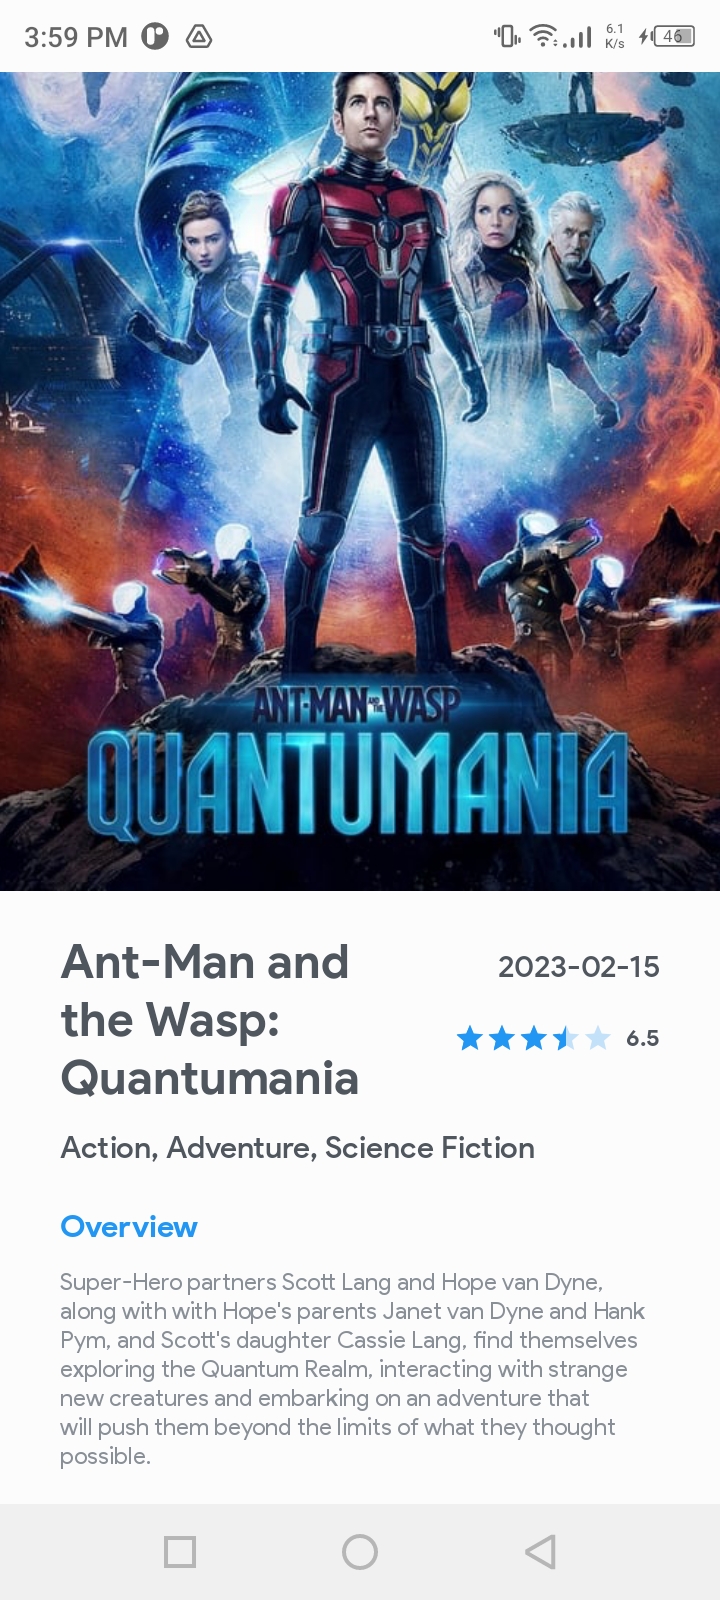 3:59 PM
6.1
K/s
46
ANT-MAN AND THE WASP
QUANTUMANIA
Ant-Man and
the Wasp:
Quantumania
2023-02-15
6.5
Action, Adventure, Science Fiction
Overview
Super-Hero partners Scott Lang and Hope van Dyne,
along with with Hope's parents Janet van Dyne and Hank
Pym, and Scott's daughter Cassie Lang, find themselves
exploring the Quantum Realm, interacting with strange
new creatures and embarking on an adventure that
will push them beyond the limits of what they thought
possible.